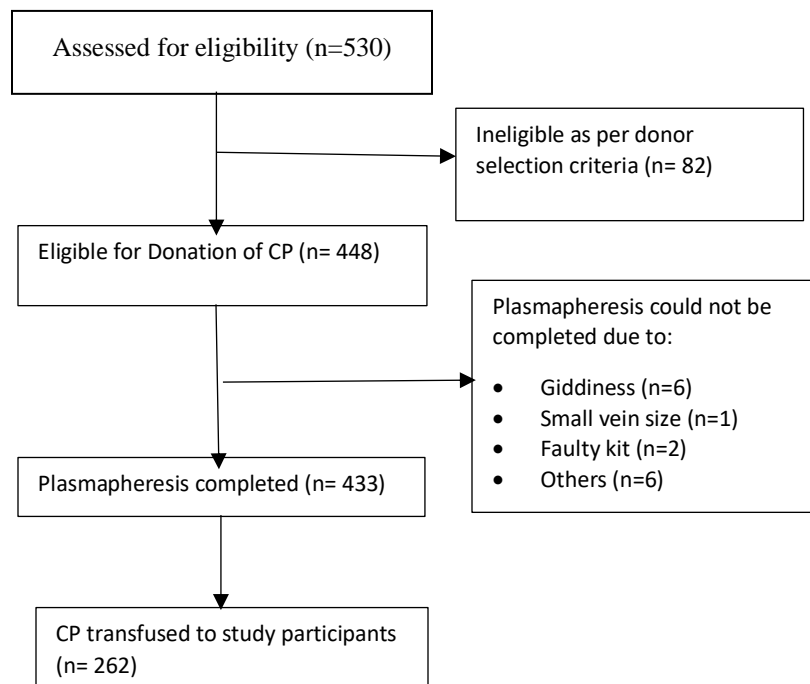 Assessed for eligibility (n=530)
Ineligible as per donor
selection criteria (n= 82)
Eligible for Donation of CP (n= 448)
Plasmapheresis could not be
completed due to:
• Giddiness (n=6)
• Small vein size (n=1)
• Faulty kit (n=2)
• Others (n=6)
Plasmapheresis completed (n= 433)
CP transfused to study participants
(n= 262)